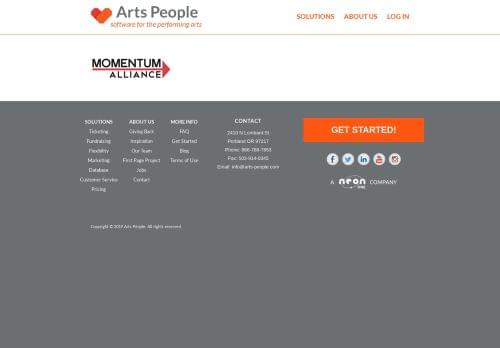 Arts People
software for the performing arts
SOLUTIONS ABOUT US LOG IN
MOMENTUM
ALLIANCE
SOLUTIONS
Ticketing
Fundraising
Flexibility
Marketing
Database
Customer Service
Pricing
ABOUT US
Giving Back
Inspiration
Our Team
First Page Project
Jobs
Contact
MORE INFO
FAQ
Get Started
Blog
Terms of Use
CONTACT
2410 N Lombard St
Portland OR 97217
Phone: 866-788-7953
Fax: 503-914-0345
Email: info@arts-people.com
GET STARTED!
A neon one COMPANY
Copyright © 2019 Arts People. All rights reserved.